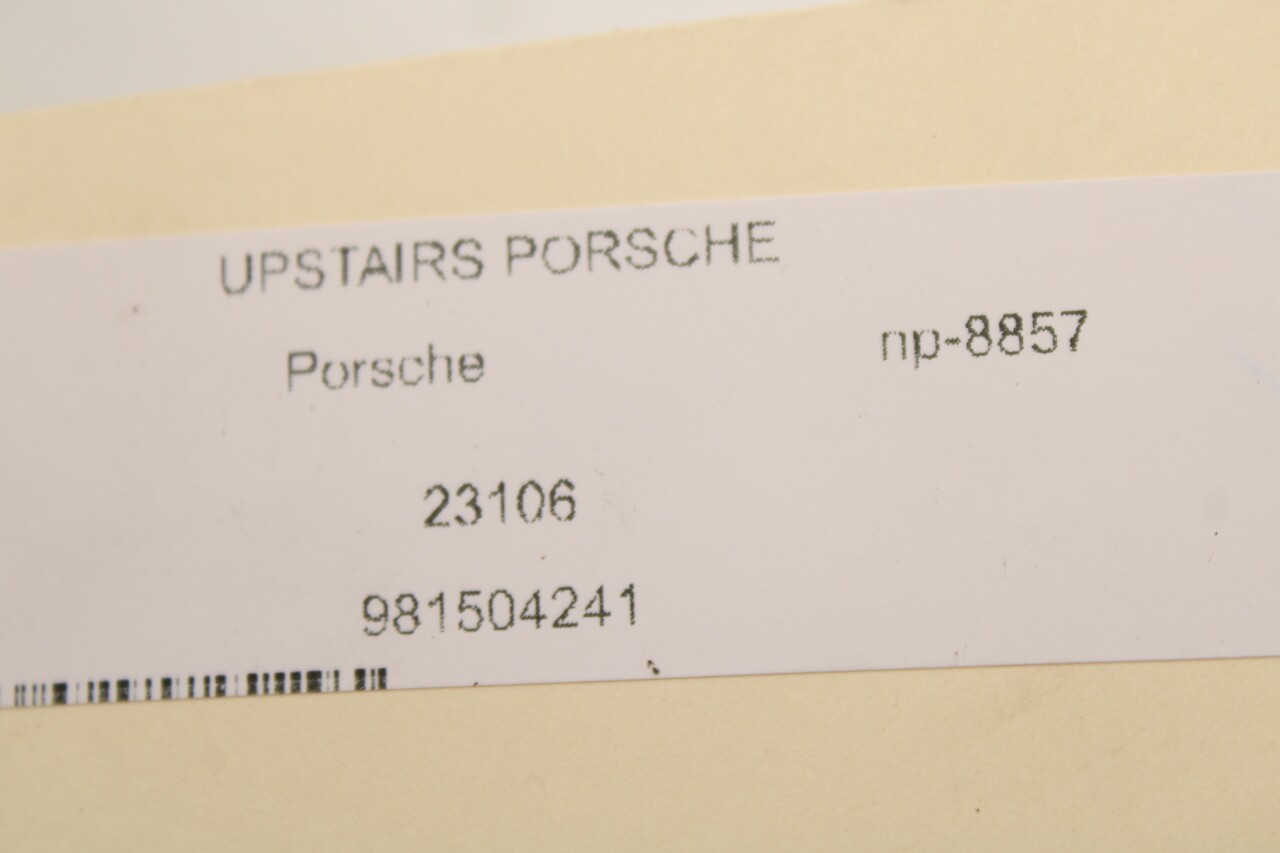 UPSTAIRS PORSCHE
Porsche
np-8857
23106
981504241